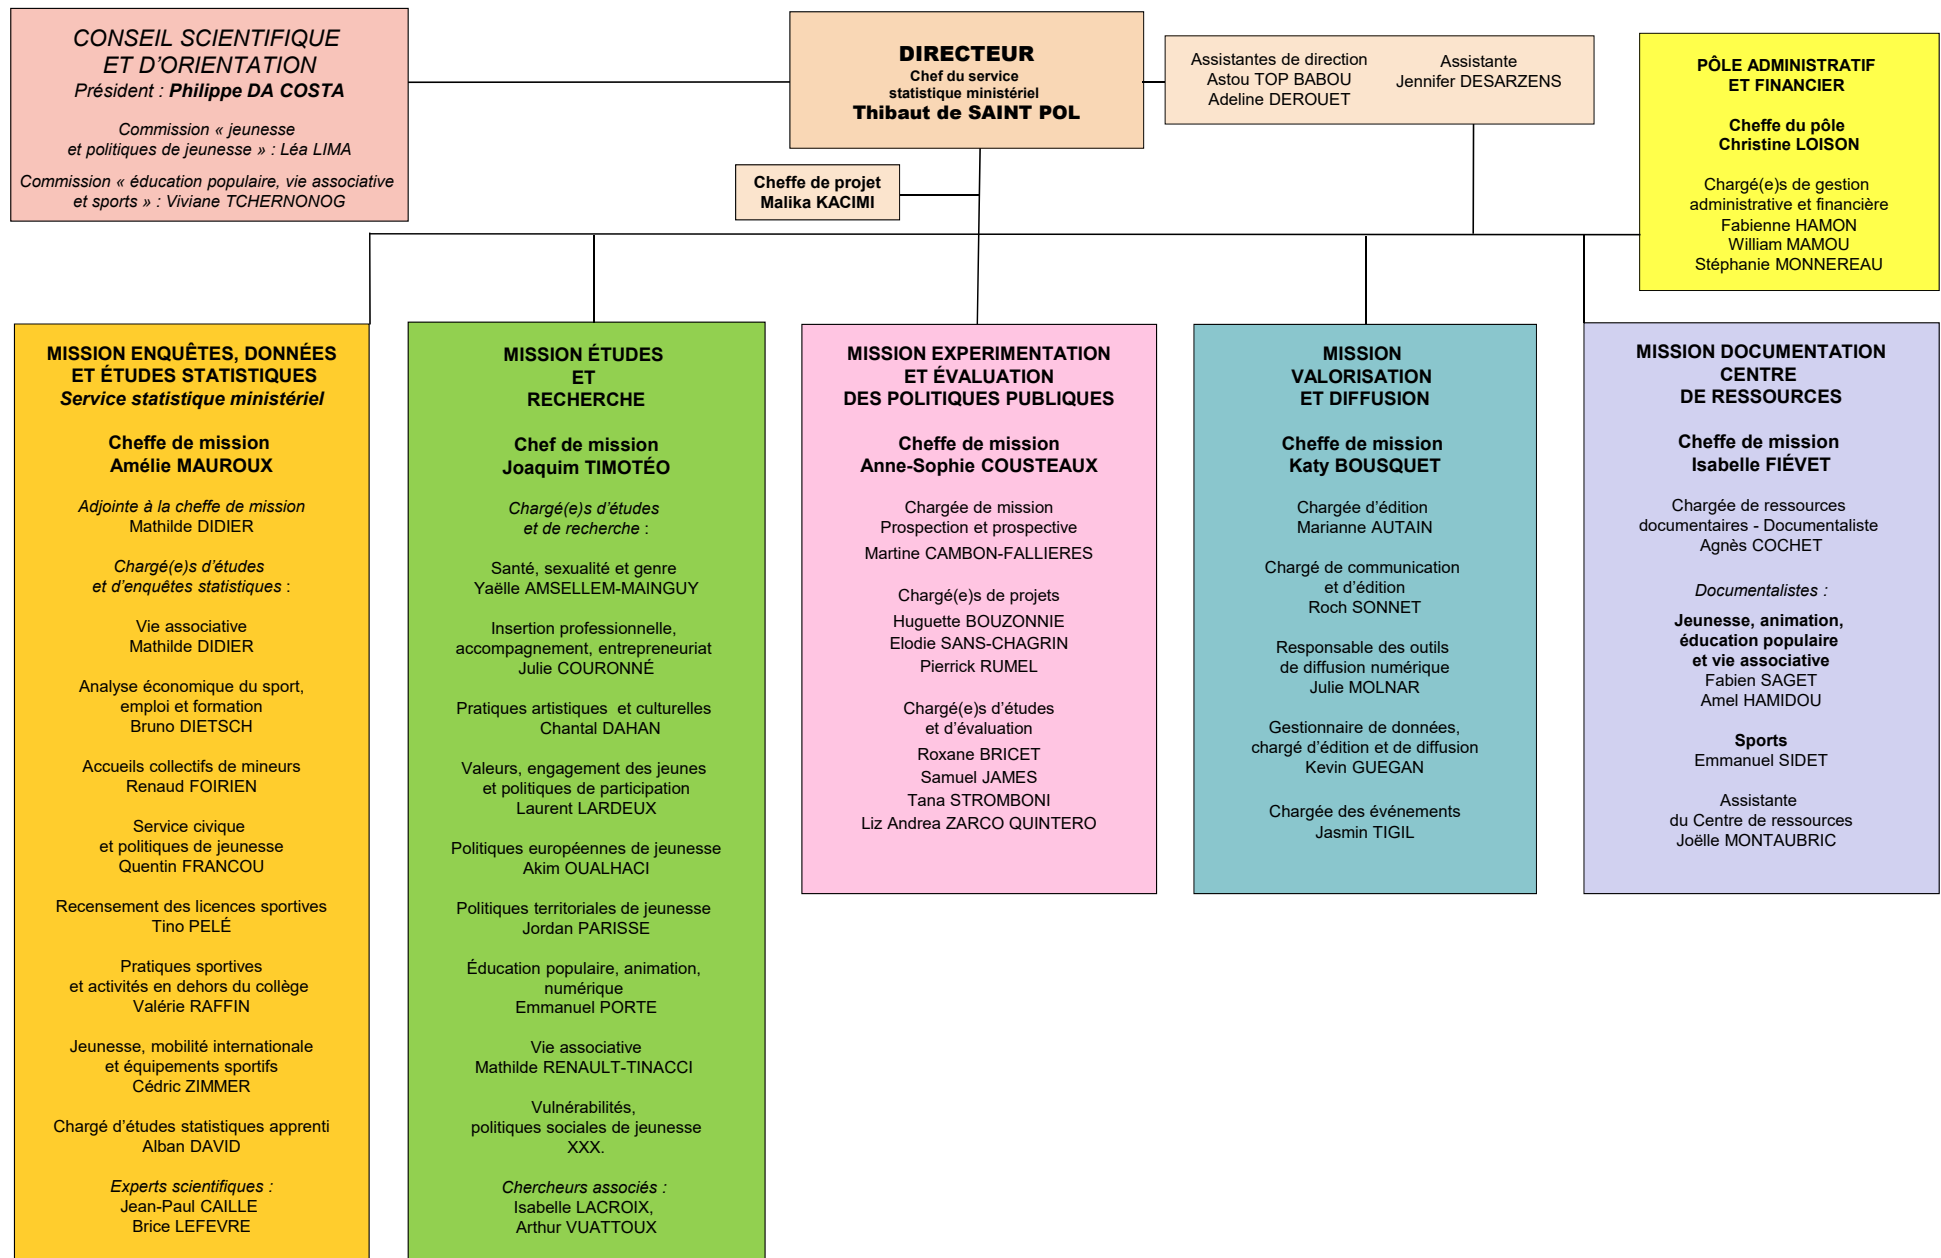 CONSEIL SCIENTIFIQUE
ET D'ORIENTATION
Président : Philippe DA COSTA
Commission « jeunesse
et politiques de jeunesse » : Léa LIMA
Commission « éducation populaire, vie associative
et sports » : Viviane TCHERNONOG
DIRECTEUR
Chef du service
statistique ministériel
Thibaut de SAINT POL
Assistantes de direction
Astou TOP BABOU
Adeline DEROUET
Assistante
Jennifer DESARZENS
PÔLE ADMINISTRATIF
ET FINANCIER
Cheffe du pôle
Christine LOISON
Chargé(e)s de gestion
administrative et financière
Fabienne HAMON
William MAMOU
Stéphanie MONNEREAU
Cheffe de projet
Malika KACIMI
MISSION ENQUÊTES, DONNÉES
ET ÉTUDES STATISTIQUES
Service statistique ministériel
Cheffe de mission
Amélie MAUROUX
Adjointe à la cheffe de mission
Mathilde DIDIER
Chargé(e)s d'études
et d'enquêtes statistiques :
Vie associative
Mathilde DIDIER
Analyse économique du sport,
emploi et formation
Bruno DIETSCH
Accueils collectifs de mineurs
Renaud FOIRIEN
Service civique
et politiques de jeunesse
Quentin FRANCOU
Recensement des licences sportives
Tino PELÉ
Pratiques sportives
et activités en dehors du collège
Valérie RAFFIN
Jeunesse, mobilité internationale
et équipements sportifs
Cédric ZIMMER
Chargé d'études statistiques apprenti
Alban DAVID
Experts scientifiques :
Jean-Paul CAILLE
Brice LEFEVRE
MISSION ÉTUDES
ET
RECHERCHE
Chef de mission
Joaquim TIMOTÉO
Chargé(e)s d'études
et de recherche :
Santé, sexualité et genre
Yaëlle AMSELLEM-MAINGUY
Insertion professionnelle,
accompagnement, entrepreneuriat
Julie COURONNÉ
Pratiques artistiques et culturelles
Chantal DAHAN
Valeurs, engagement des jeunes
et politiques de participation
Laurent LARDEUX
Politiques européennes de jeunesse
Akim OUALHACI
Politiques territoriales de jeunesse
Jordan PARISSE
Éducation populaire, animation,
numérique
Emmanuel PORTE
Vie associative
Mathilde RENAULT-TINACCI
Vulnérabilités,
politiques sociales de jeunesse
XXX.
Chercheurs associés :
Isabelle LACROIX,
Arthur VUATTOUX
MISSION EXPERIMENTATION
ET ÉVALUATION
DES POLITIQUES PUBLIQUES
Cheffe de mission
Anne-Sophie COUSTEAUX
Chargée de mission
Prospection et prospective
Martine CAMBON-FALLIERES
Chargé(e)s de projets
Huguette BOUZONNIE
Elodie SANS-CHAGRIN
Pierrick RUMEL
Chargé(e)s d'études
et d'évaluation
Roxane BRICET
Samuel JAMES
Tana STROMBONI
Liz Andrea ZARCO QUINTERO
MISSION
VALORISATION
ET DIFFUSION
Cheffe de mission
Katy BOUSQUET
Chargée d'édition
Marianne AUTAIN
Chargé de communication
et d'édition
Roch SONNET
Responsable des outils
de diffusion numérique
Julie MOLNAR
Gestionnaire de données,
chargé d'édition et de diffusion
Kevin GUEGAN
Chargée des événements
Jasmin TIGIL
MISSION DOCUMENTATION
CENTRE
DE RESSOURCES
Cheffe de mission
Isabelle FIÉVET
Chargée de ressources
documentaires - Documentaliste
Agnès COCHET
Documentalistes :
Jeunesse, animation,
éducation populaire
et vie associative
Fabien SAGET
Amel HAMIDOU
Sports
Emmanuel SIDET
Assistante
du Centre de ressources
Joëlle MONTAUBRIC